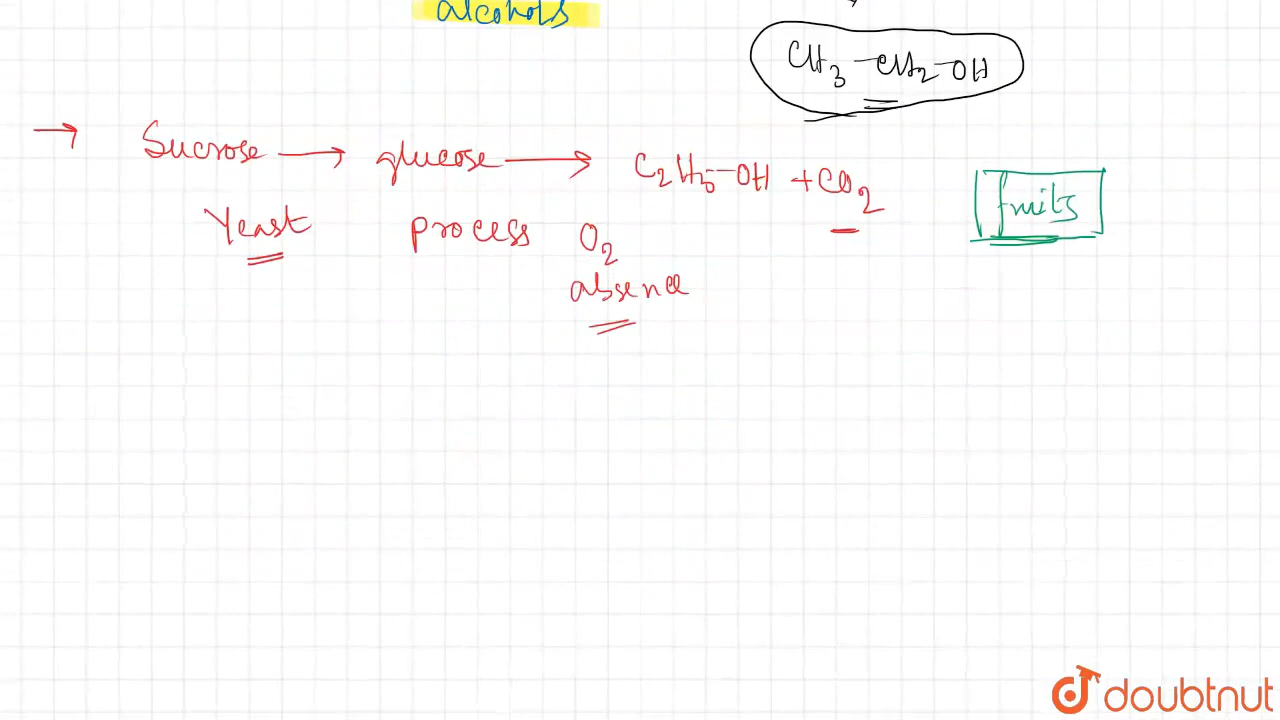 alcohols
CH3-CH2-OH
→ Sucrose → glucose → C2H5-OH + CO2
fruits
Yeast process O2
absence
doubtnut